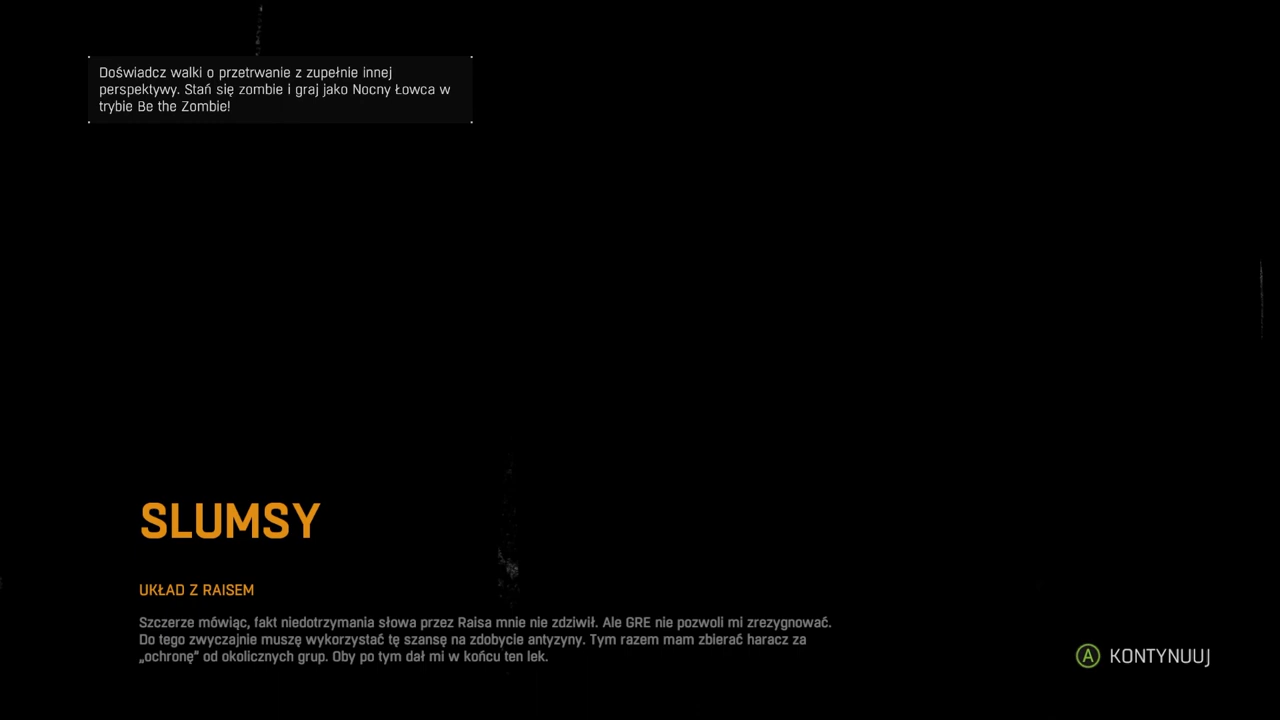 Doświadcz walki o przetrwanie z zupełnie innej
perspektywy. Stań się zombie i graj jako Nocny Łowca w
trybie Be the Zombie!
SLUMSY
UKŁAD Z RAISEM
Szczerze mówiąc, fakt niedotrzymania słowa przez Raisa mnie nie zdziwił. Ale GRE nie pozwoli mi zrezygnować.
Do tego zwyczajnie muszę wykorzystać tę szansę na zdobycie antyzyny. Tym razem mam zbierać haracz za
„ochronę" od okolicznych grup. Oby po tym dał mi w końcu ten lek.
A KONTYNUUJ